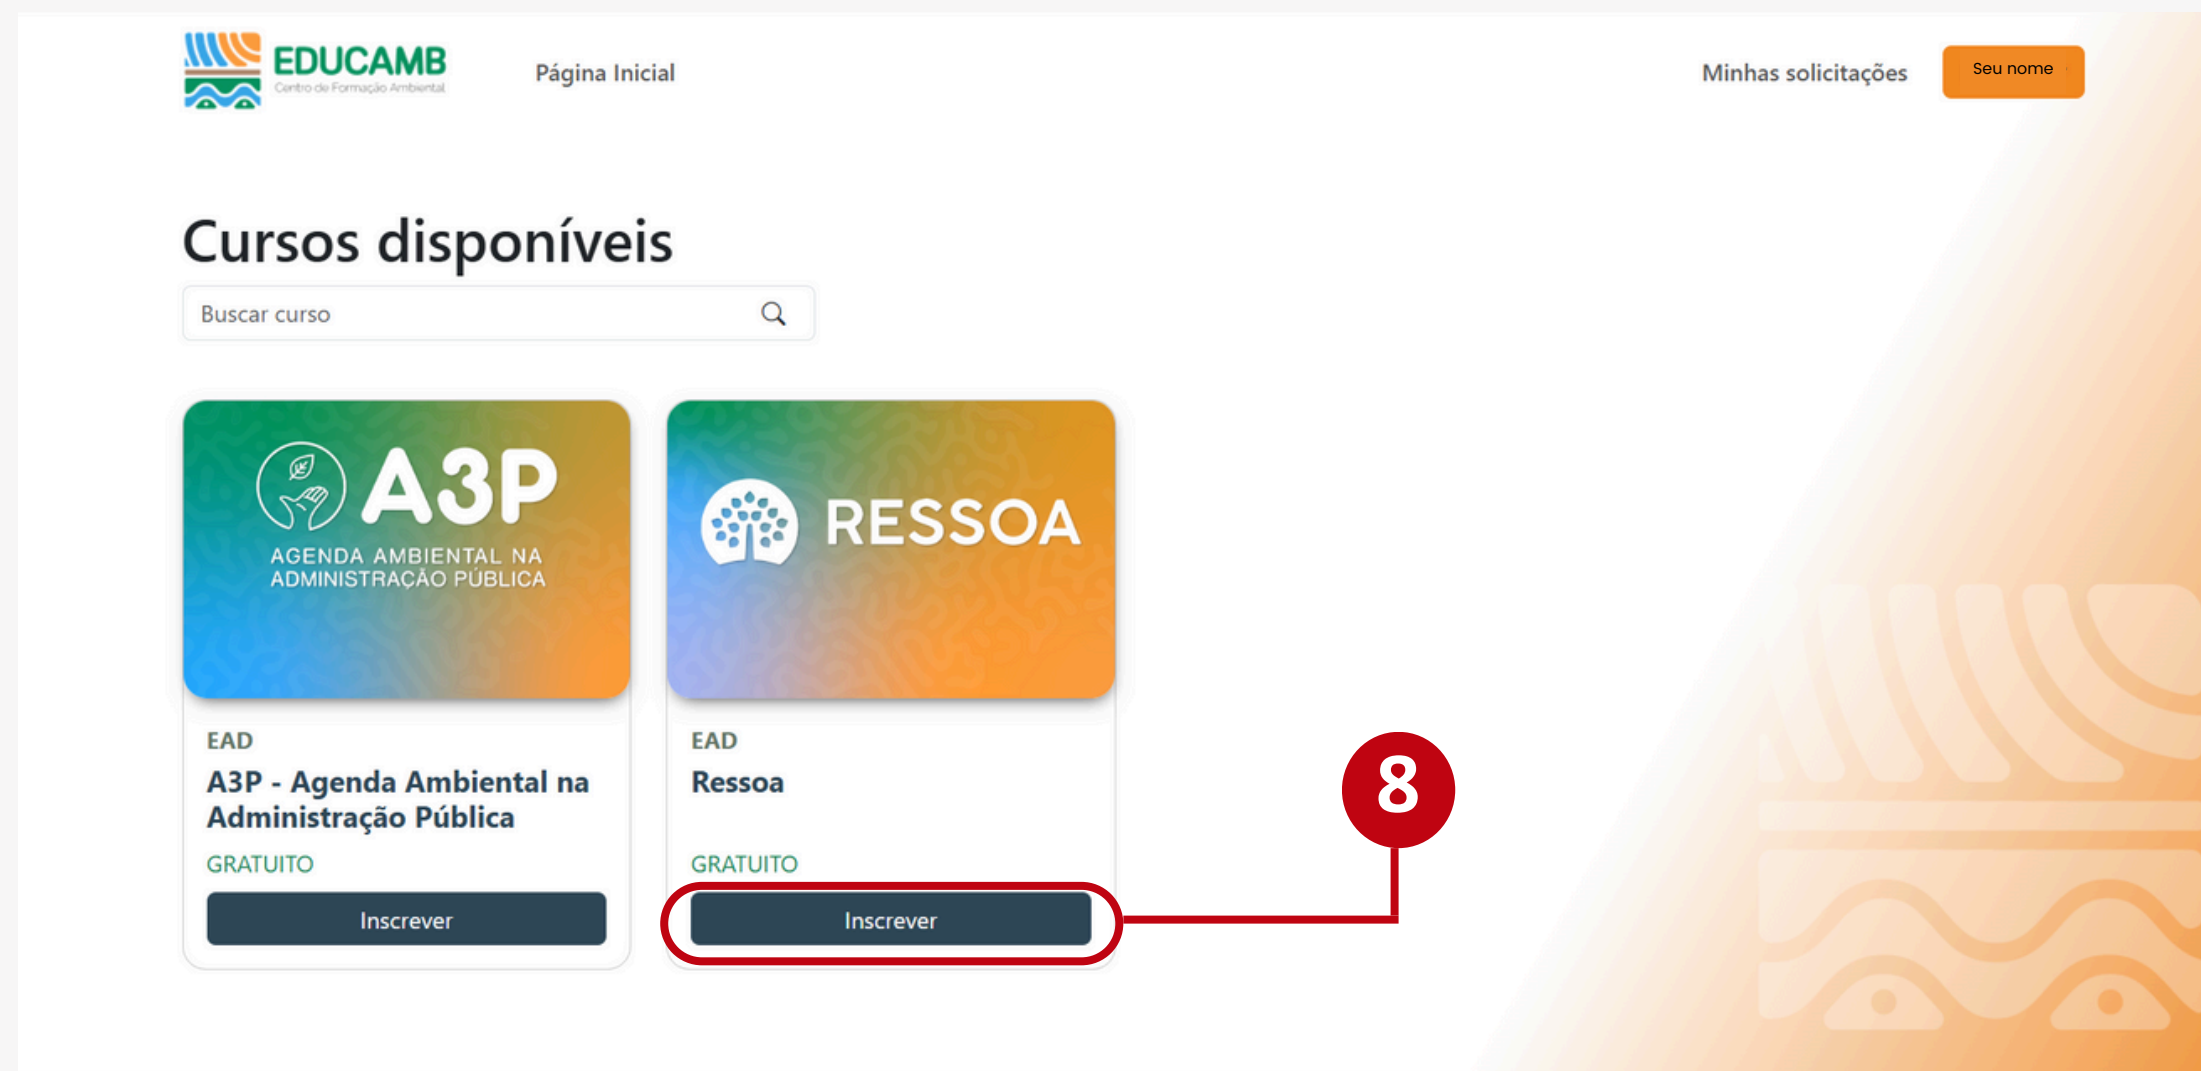 EDUCAMB
Centro de Formação Ambiental
Página Inicial
Minhas solicitações
Seu nome
Cursos disponíveis
Buscar curso
A3P
AGENDA AMBIENTAL NA
ADMINISTRAÇÃO PÚBLICA
RESSOA
EAD
A3P - Agenda Ambiental na
Administração Pública
GRATUITO
Inscrever
EAD
Ressoa
GRATUITO
Inscrever
8